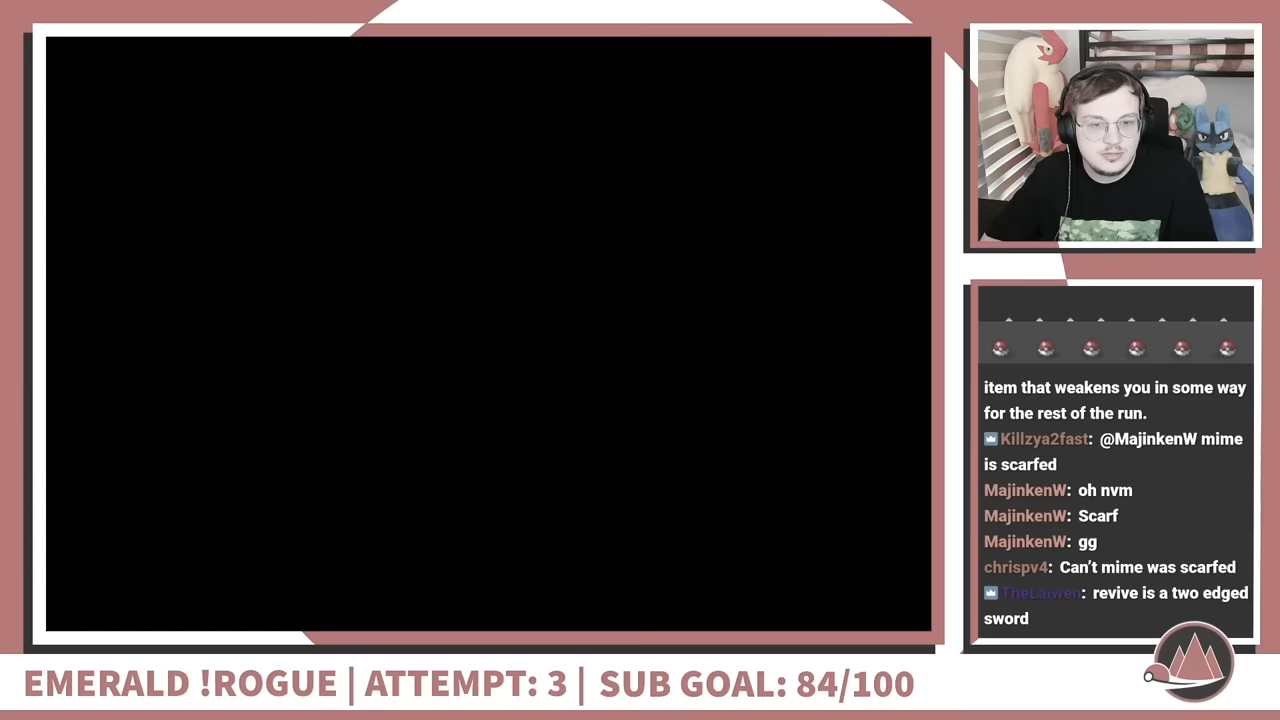 item that weakens you in some way
for the rest of the run.
Killzya2fast: @MajinkenW mime
is scarfed
MajinkenW: oh nvm
MajinkenW: Scarf
MajinkenW: gg
chrispv4: Can't mime was scarfed
TheLaiwen: revive is a two edged
sword
EMERALD !ROGUE | ATTEMPT: 3 | SUB GOAL: 84/100